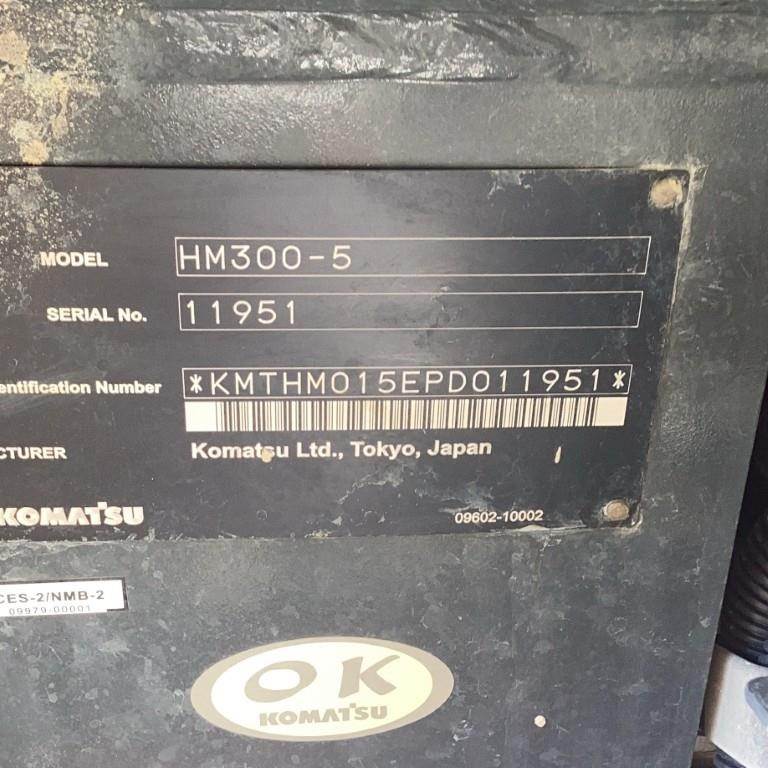 MODEL HM300-5
SERIAL No. 11951
entification Number *KMTHM015EPD011951*
CTURER Komatsu Ltd., Tokyo, Japan
KOMATSU 09602-10002
CES-2/NMB-2
09979-00001
OK
KOMATSU